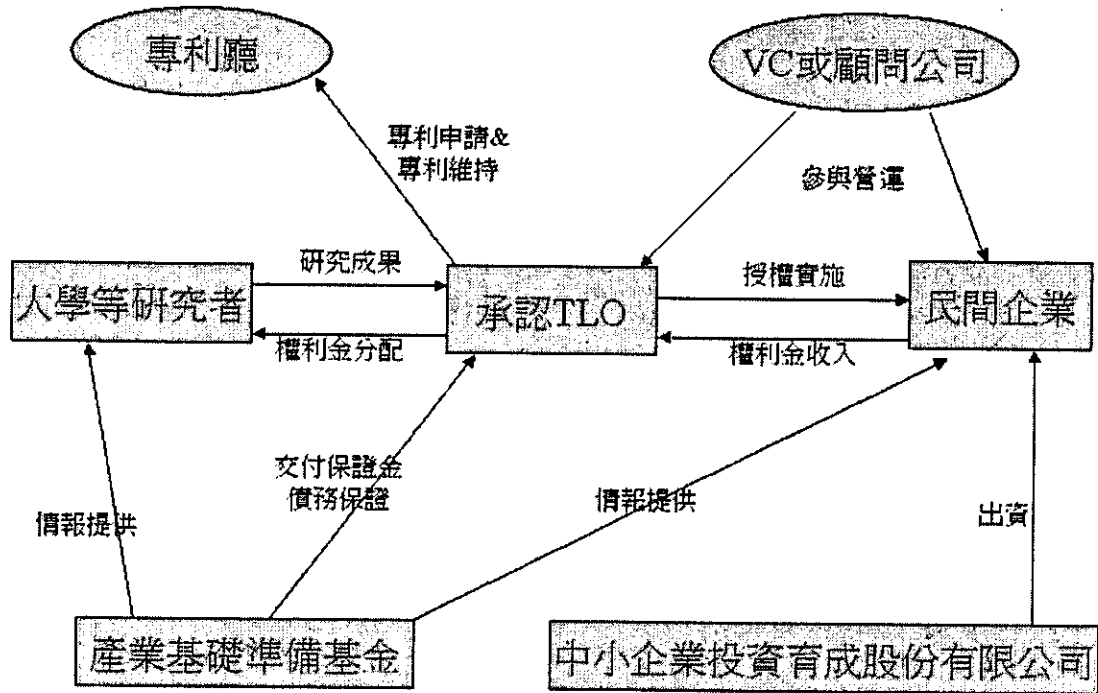 專利廳
VC或顧問公司
專利申請&
專利維持
參與營運
研究成果
授權實施
大學等研究者
承認TLO
民間企業
權利金分配
權利金收入
交付保證金
債務保證
情報提供
情報提供
出資
產業基礎準備基金
中小企業投資育成股份有限公司